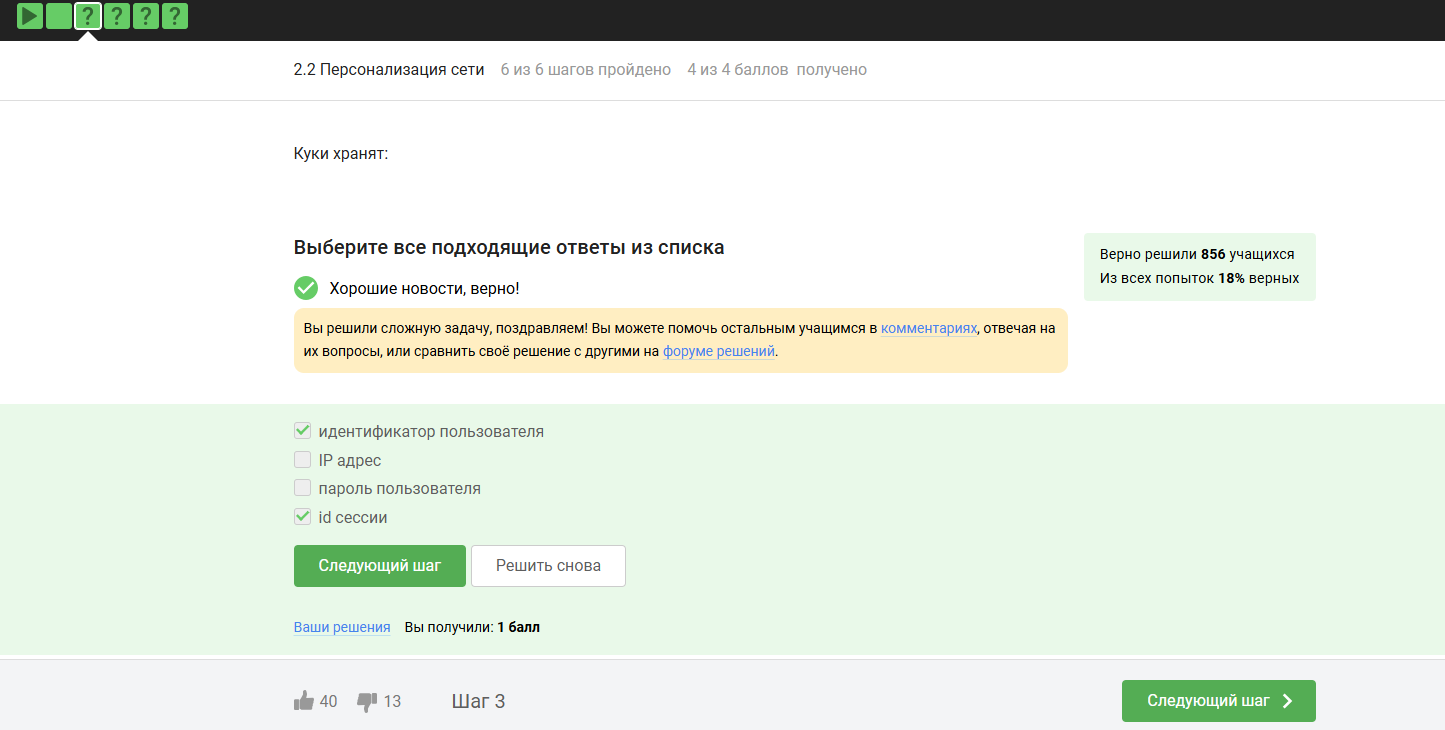 ? ? ? ?
2.2 Персонализация сети 6 из 6 шагов пройдено 4 из 4 баллов получено
Куки хранят:
Выберите все подходящие ответы из списка
Верно решили 856 учащихся
Из всех попыток 18% верных
Хорошие новости, верно!
Вы решили сложную задачу, поздравляем! Вы можете помочь остальным учащимся в комментариях, отвечая на
их вопросы, или сравнить своё решение с другими на форуме решений.
идентификатор пользователя
IP адрес
пароль пользователя
id сессии
Следующий шаг Решить снова
Ваши решения Вы получили: 1 балл
40 13 Шаг 3 Следующий шаг